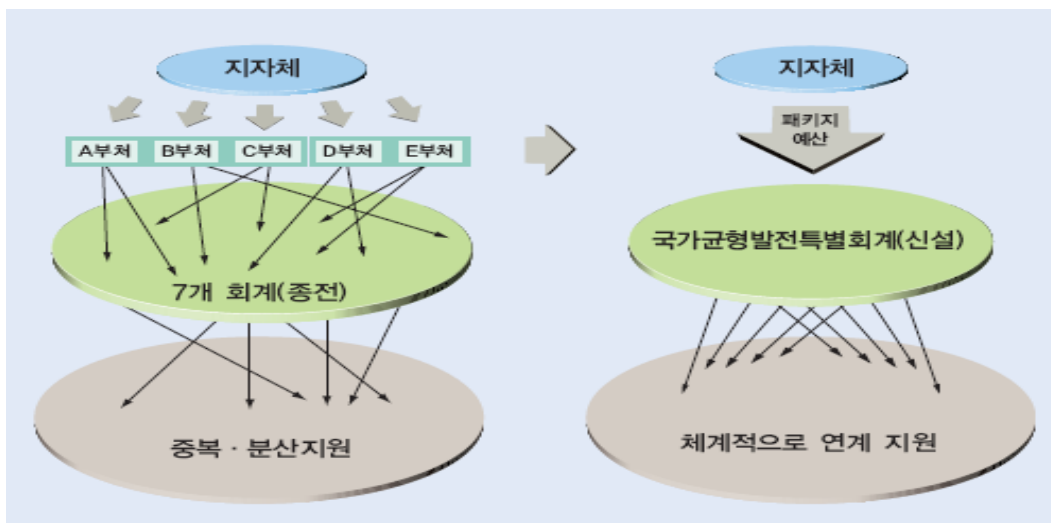 지자체
A부처 B부처 C부처 D부처 E부처
7개 회계(종전)
중복 · 분산지원
지자체
패키지
예산
국가균형발전특별회계(신설)
체계적으로 연계 지원